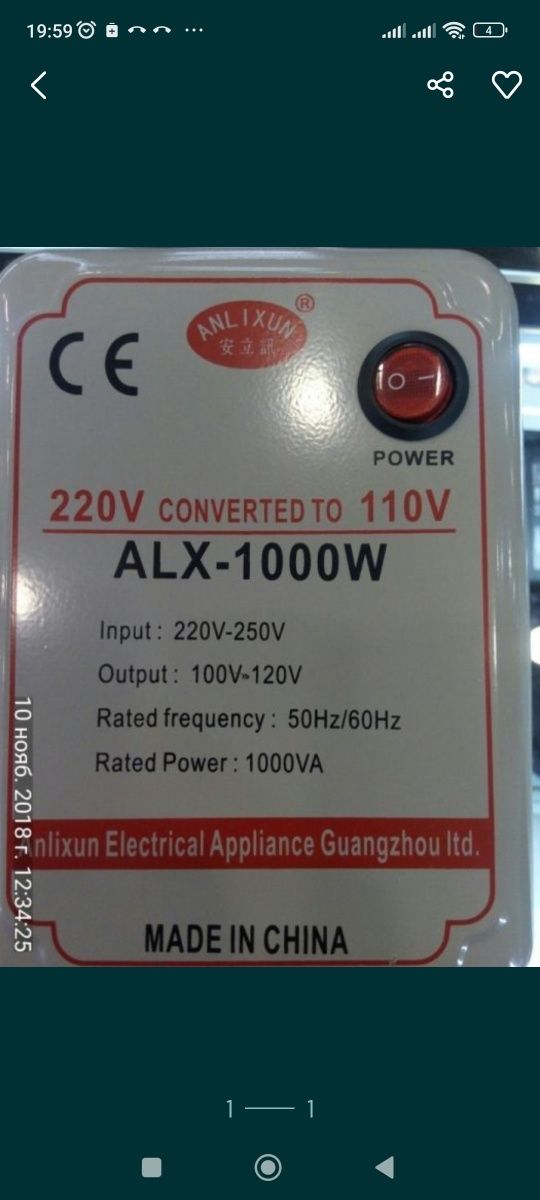 19:59
4
ANLIXUN ®
安立訊
CE
POWER
220V CONVERTED TO 110V
ALX-1000W
Input : 220V-250V
Output : 100V-120V
Rated frequency : 50Hz/60Hz
Rated Power : 1000VA
Anlixun Electrical Appliance Guangzhou ltd.
MADE IN CHINA
10 нояб. 2018 г. 12:34:25
1 1